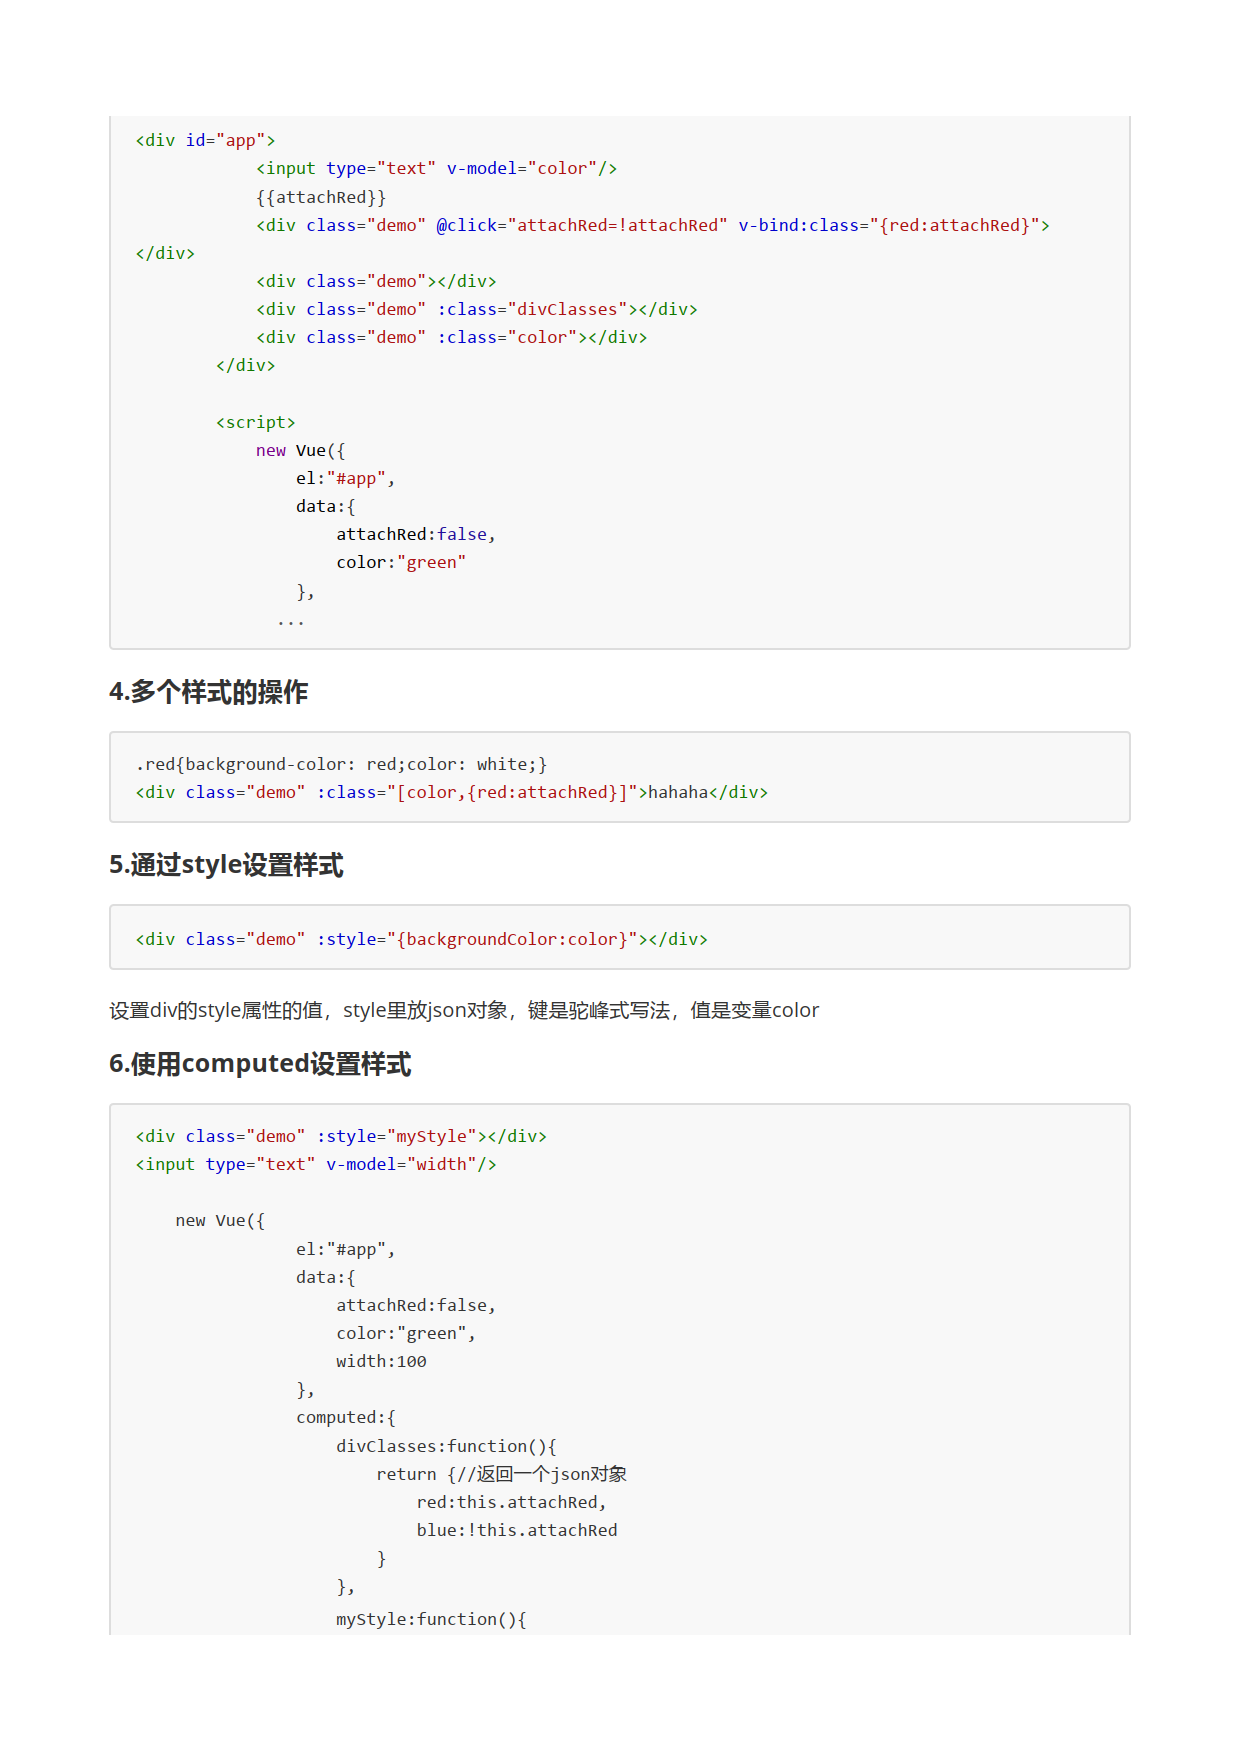 <div id="app">
            <input type="text" v-model="color"/>
            {{attachRed}}
            <div class="demo" @click="attachRed=!attachRed" v-bind:class="{red:attachRed}">
</div>
            <div class="demo"></div>
            <div class="demo" :class="divClasses"></div>
            <div class="demo" :class="color"></div>
        </div>

        <script>
            new Vue({
                el:"#app",
                data:{
                    attachRed:false,
                    color:"green"
                },
              ...
4.多个样式的操作
.red{background-color: red;color: white;}
<div class="demo" :class="[color,{red:attachRed}]">hahaha</div>
5.通过style设置样式
<div class="demo" :style="{backgroundColor:color}"></div>
设置div的style属性的值，style里放json对象，键是驼峰式写法，值是变量color
6.使用computed设置样式
<div class="demo" :style="myStyle"></div>
<input type="text" v-model="width"/>

    new Vue({
                el:"#app",
                data:{
                    attachRed:false,
                    color:"green",
                    width:100
                },
                computed:{
                    divClasses:function(){
                        return {//返回一个json对象
                            red:this.attachRed,
                            blue:!this.attachRed
                        }
                    },
                    myStyle:function(){